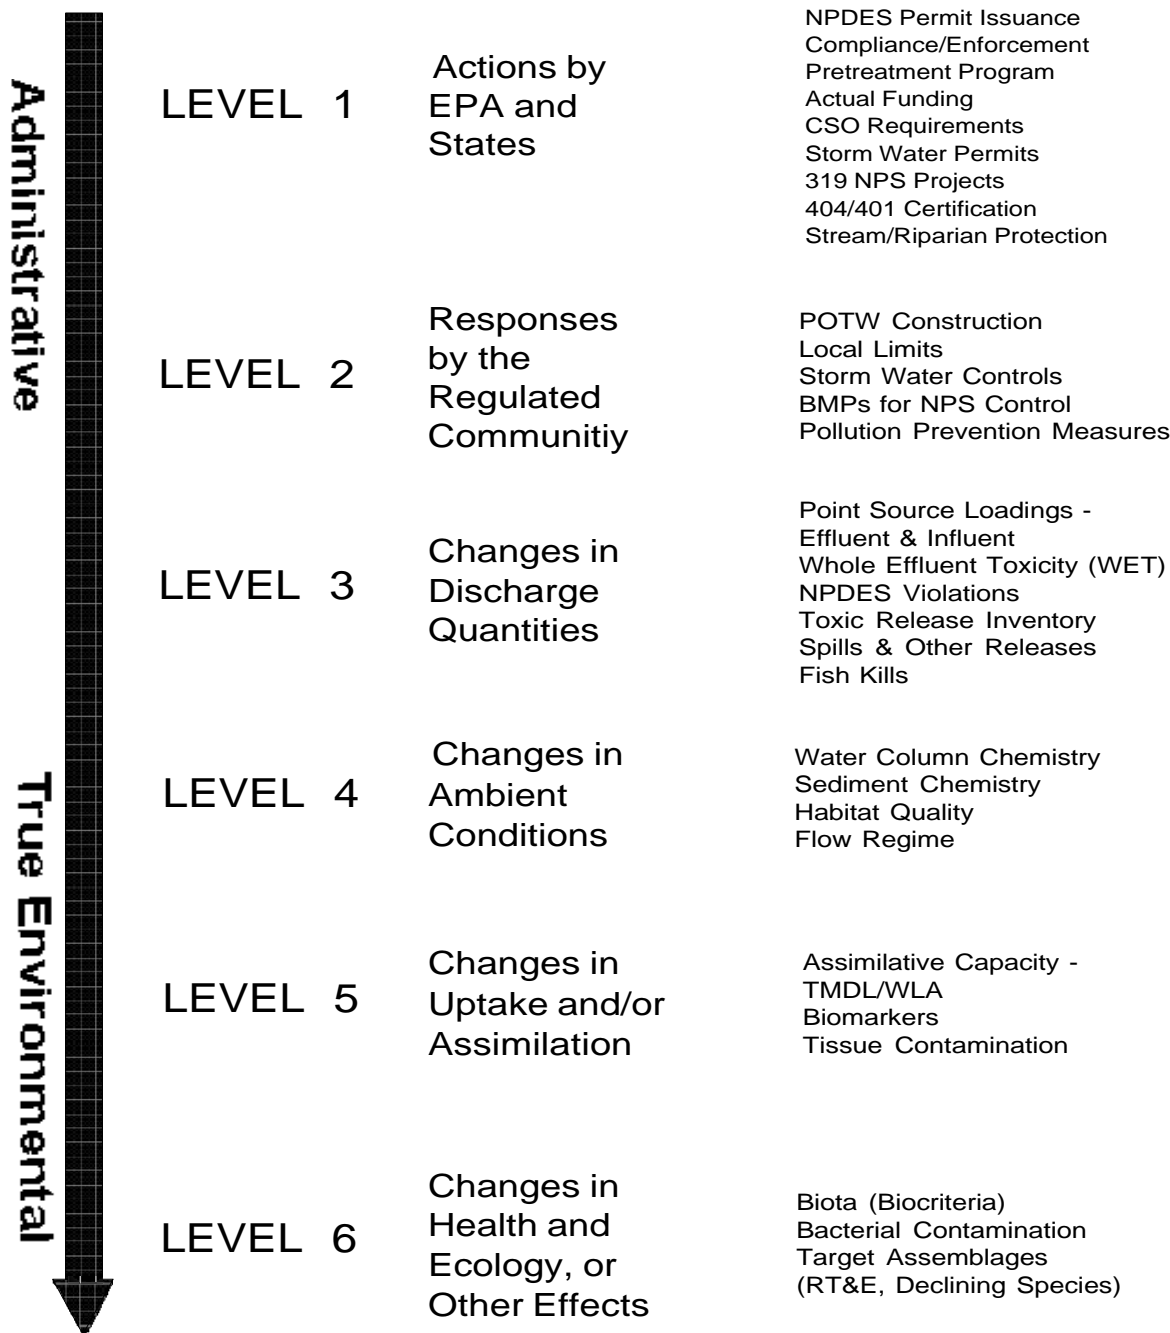 Administrative
True Environmental
LEVEL 1
Actions by
EPA and
States
NPDES Permit Issuance
Compliance/Enforcement
Pretreatment Program
Actual Funding
CSO Requirements
Storm Water Permits
319 NPS Projects
404/401 Certification
Stream/Riparian Protection
LEVEL 2
Responses
by the
Regulated
Communitiy
POTW Construction
Local Limits
Storm Water Controls
BMPs for NPS Control
Pollution Prevention Measures
LEVEL 3
Changes in
Discharge
Quantities
Point Source Loadings -
Effluent & Influent
Whole Effluent Toxicity (WET)
NPDES Violations
Toxic Release Inventory
Spills & Other Releases
Fish Kills
LEVEL 4
Changes in
Ambient
Conditions
Water Column Chemistry
Sediment Chemistry
Habitat Quality
Flow Regime
LEVEL 5
Changes in
Uptake and/or
Assimilation
Assimilative Capacity -
TMDL/WLA
Biomarkers
Tissue Contamination
LEVEL 6
Changes in
Health and
Ecology, or
Other Effects
Biota (Biocriteria)
Bacterial Contamination
Target Assemblages
(RT&E, Declining Species)